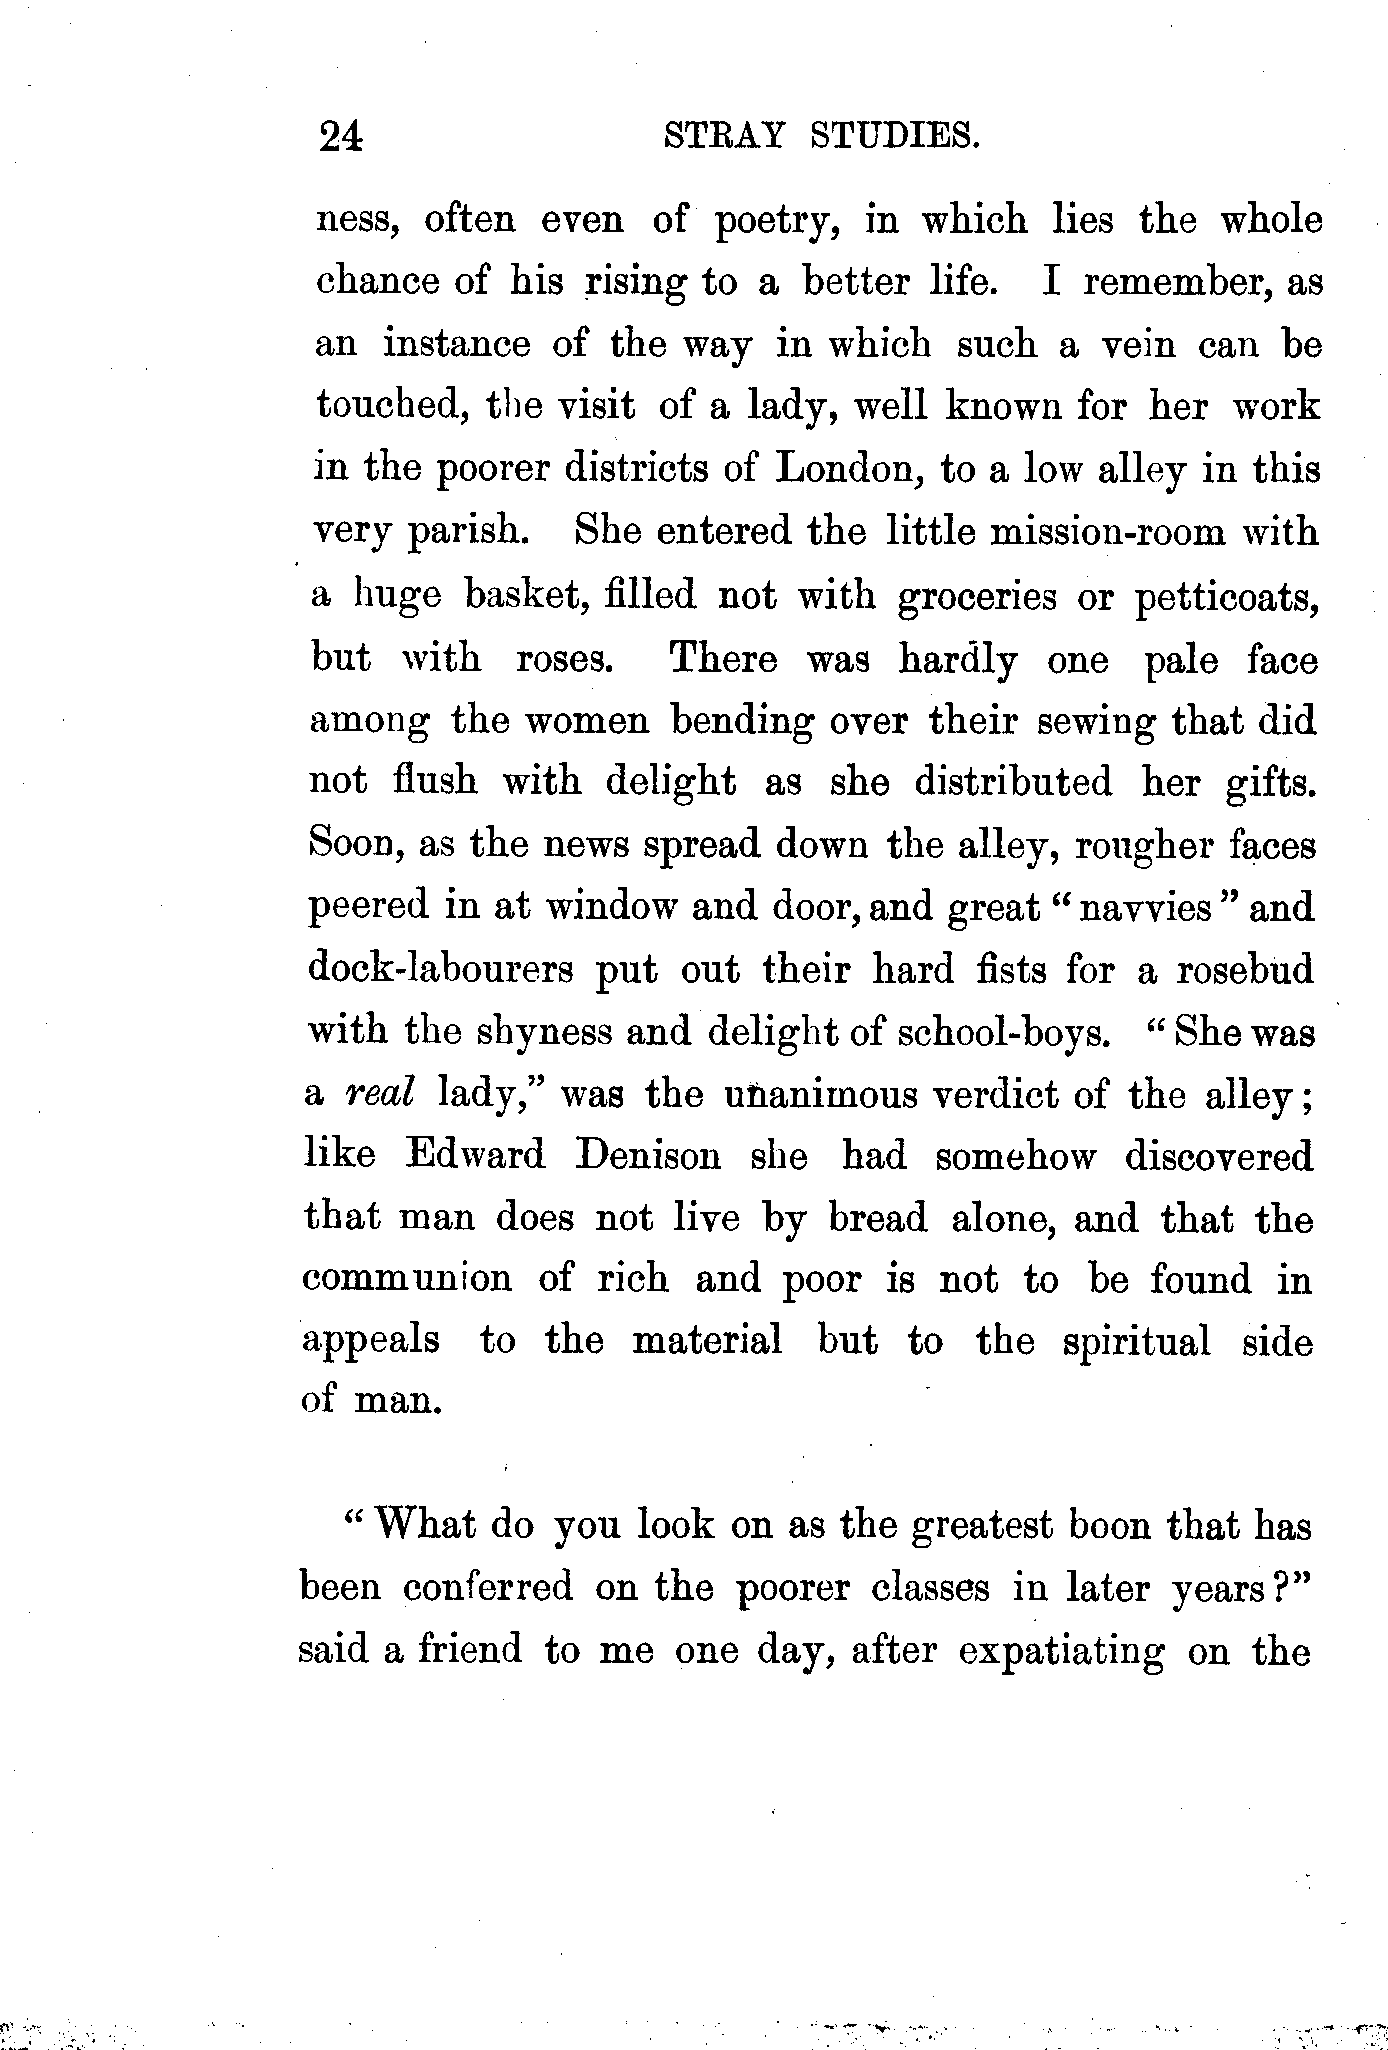 24 STRAY STUDIES.
ness, often even of poetry, in which lies the whole
chance of his rising to a better life. I remember, as
an instance of the way in which such a vein can be
touched, the visit of a lady, well known for her work
in the poorer districts of London, to a low alley in this
very parish. She entered the little mission-room with
a huge basket, filled not with groceries or petticoats,
but with roses. There was hardly one pale face
among the women bending over their sewing that did
not flush with delight as she distributed her gifts.
Soon, as the news spread down the alley, rougher faces
peered in at window and door, and great “navvies” and
dock-labourers put out their hard fists for a rosebud
with the shyness and delight of school-boys. “She was
a real lady,” was the unanimous verdict of the alley;
like Edward Denison she had somehow discovered
that man does not live by bread alone, and that the
communion of rich and poor is not to be found in
appeals to the material but to the spiritual side
of man.
“What do you look on as the greatest boon that has
been conferred on the poorer classes in later years?”
said a friend to me one day, after expatiating on the